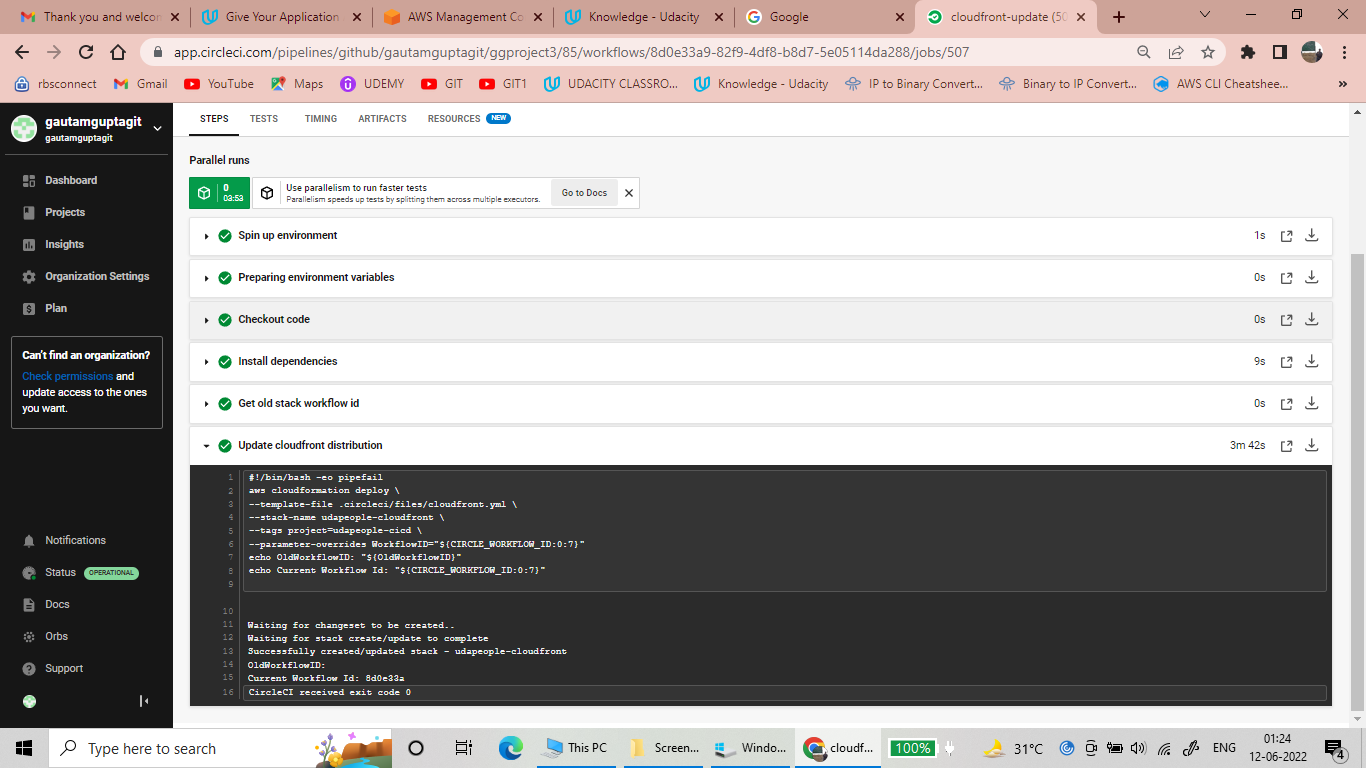 Thank you and welcon
Give Your Application
AWS Management Co
Knowledge - Udacity
Google
cloudfront-update (50
app.circleci.com/pipelines/github/gautamguptagit/ggproject3/85/workflows/8d0e33a9-82f9-4df8-b8d7-5e05114da288/jobs/507
rbsconnect
Gmail
YouTube
Maps
UDEMY
GIT
GIT1
UDACITY CLASSRO...
Knowledge - Udacity
IP to Binary Convert...
Binary to IP Convert...
AWS CLI Cheatshee...
gautamguptagit
gautamguptagit
Dashboard
Projects
Insights
Organization Settings
Plan
Can't find an organization?
Check permissions and
update access to the ones
you want.
Notifications
Status OPERATIONAL
Docs
Orbs
Support
STEPS TESTS TIMING ARTIFACTS RESOURCES NEW
Parallel runs
0
03:53
Use parallelism to run faster tests
Parallelism speeds up tests by splitting them across multiple executors.
Go to Docs
Spin up environment 1s
Preparing environment variables 0s
Checkout code 0s
Install dependencies 9s
Get old stack workflow id 0s
Update cloudfront distribution 3m 42s
1 #!/bin/bash -eo pipefail
2 aws cloudformation deploy \
3 --template-file .circleci/files/cloudfront.yml \
4 --stack-name udapeople-cloudfront \
5 --tags project=udapeople-cicd \
6 --parameter-overrides WorkflowID="${CIRCLE_WORKFLOW_ID:0:7}"
7 echo OldWorkflowID: "${OldWorkflowID}"
8 echo Current Workflow Id: "${CIRCLE_WORKFLOW_ID:0:7}"
9
10
11 Waiting for changeset to be created..
12 Waiting for stack create/update to complete
13 Successfully created/updated stack - udapeople-cloudfront
14 OldWorkflowID:
15 Current Workflow Id: 8d0e33a
16 CircleCI received exit code 0
Type here to search
This PC
Screen...
Windo...
cloudf...
100%
31°C
ENG
01:24
12-06-2022
4